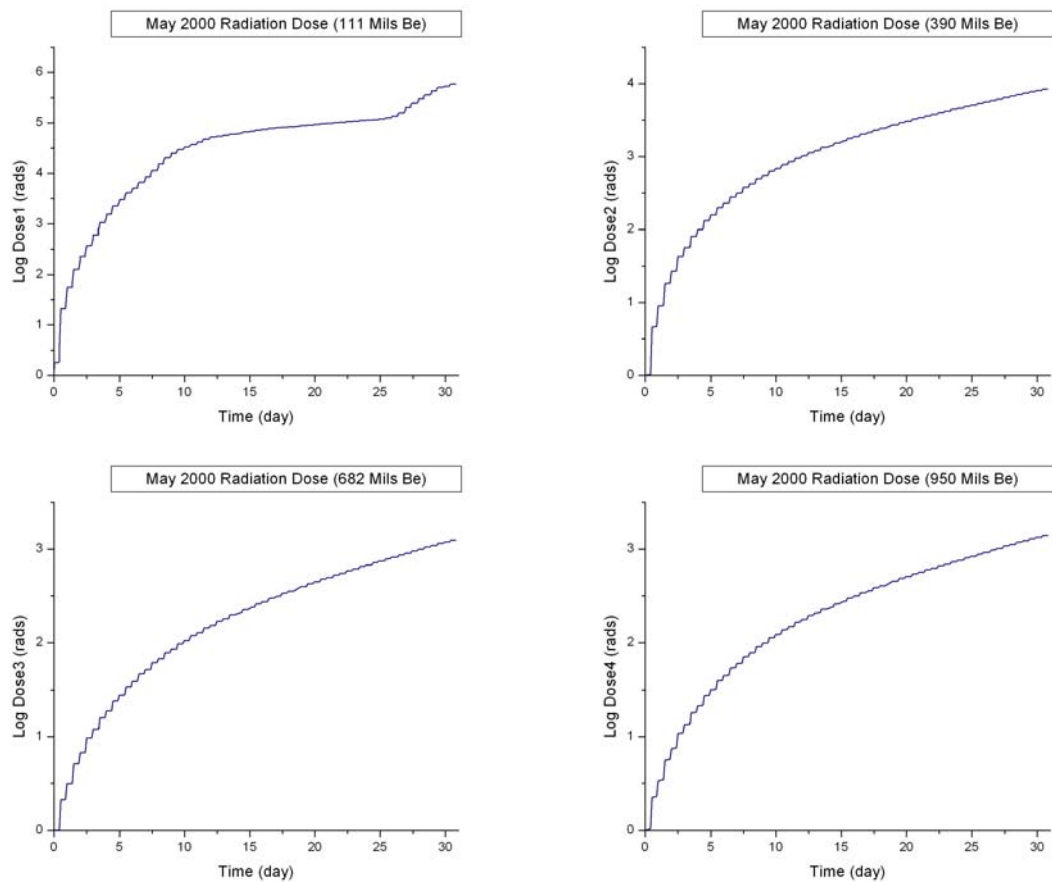 May 2000 Radiation Dose (111 Mils Be)
6
5
4
3
2
1
0
Log Dose1 (rads)
0 5 10 15 20 25 30
Time (day)
May 2000 Radiation Dose (390 Mils Be)
4
3
2
1
0
Log Dose2 (rads)
0 5 10 15 20 25 30
Time (day)
May 2000 Radiation Dose (682 Mils Be)
3
2
1
0
Log Dose3 (rads)
0 5 10 15 20 25 30
Time (day)
May 2000 Radiation Dose (950 Mils Be)
3
2
1
0
Log Dose4 (rads)
0 5 10 15 20 25 30
Time (day)